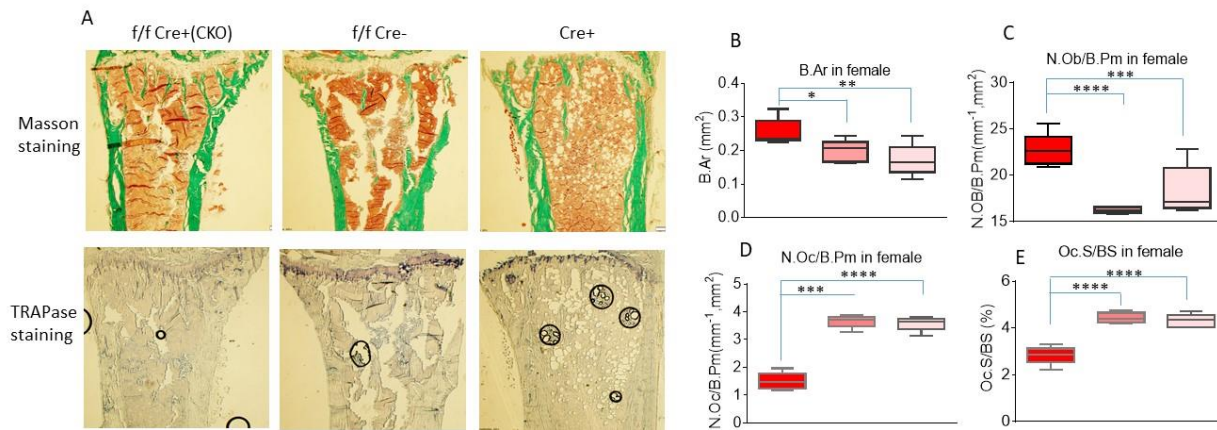 A
f/f Cre+(CKO)
f/f Cre-
Cre+
Masson
staining
TRAPase
staining
B
B.Ar in female
**
*
B.Ar (mm²)
0.4
0.3
0.2
0.1
0.0
C
N.Ob/B.Pm in female
***
****
N.OB/B.Pm(mm⁻¹,mm²)
27
23
19
15
D
N.Oc/B.Pm in female
****
***
N.Oc/B.Pm(mm⁻¹,mm²)
5
4
3
2
1
0
E
Oc.S/BS in female
****
****
Oc.S/BS (%)
6
4
2
0